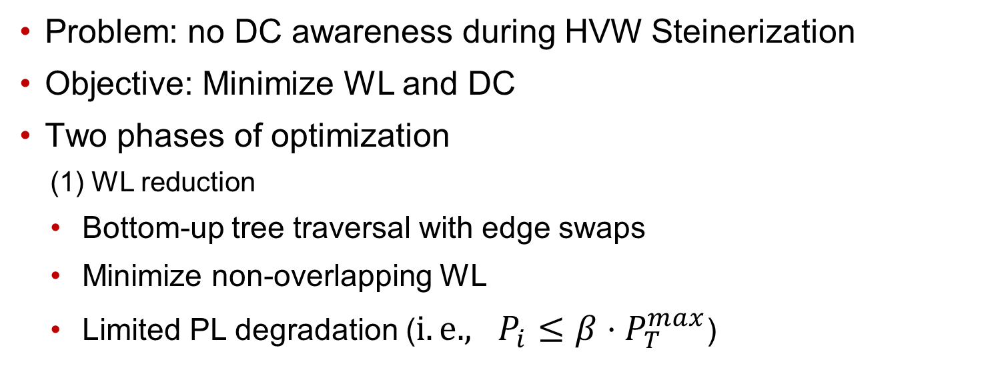 • Problem: no DC awareness during HVW Steinerization
• Objective: Minimize WL and DC
• Two phases of optimization
(1) WL reduction
• Bottom-up tree traversal with edge swaps
• Minimize non-overlapping WL
• Limited PL degradation (i. e., $P_i \leq \beta \cdot P_T^{max}$)